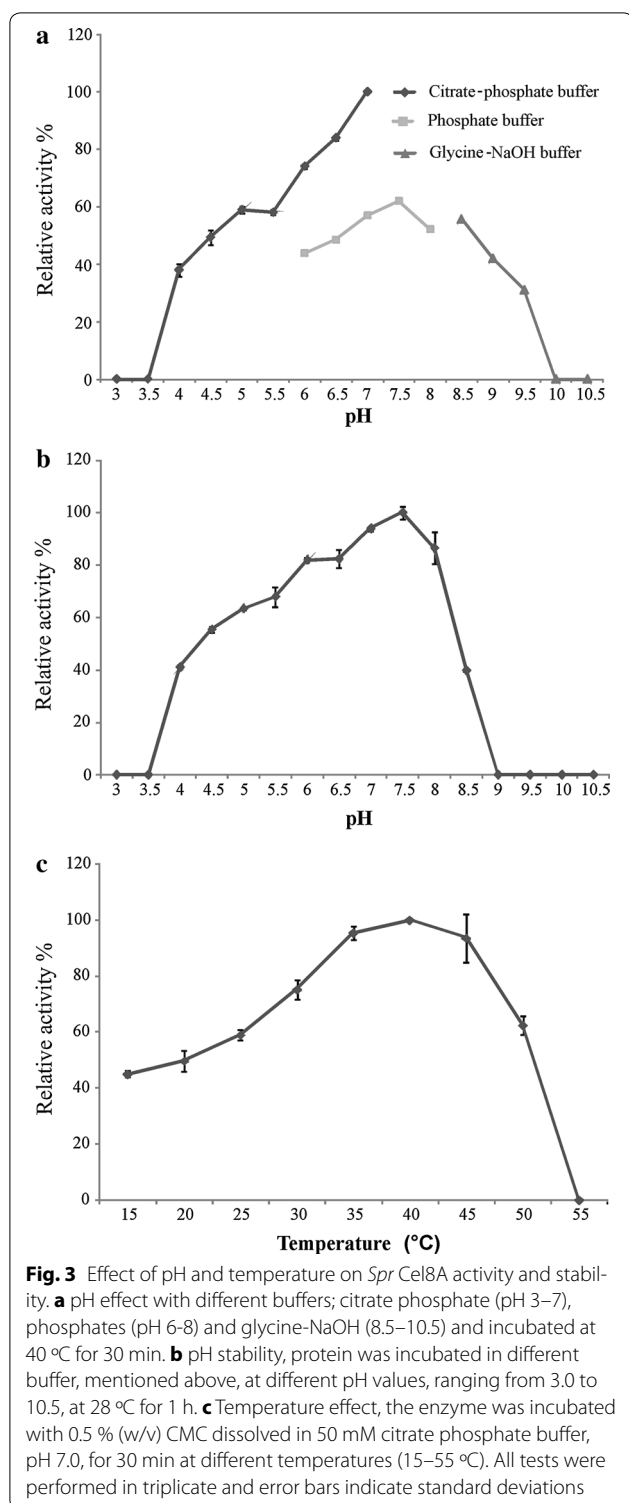 a
120
100
80
60
40
20
0
Relative activity %
Citrate-phosphate buffer
Phosphate buffer
Glycine-NaOH buffer
3 3.5 4 4.5 5 5.5 6 6.5 7 7.5 8 8.5 9 9.5 10 10.5
pH
b
120
100
80
60
40
20
0
Relative activity %
3 3.5 4 4.5 5 5.5 6 6.5 7 7.5 8 8.5 9 9.5 10 10.5
pH
c
120
100
80
60
40
20
0
Relative activity %
15 20 25 30 35 40 45 50 55
Temperature (°C)
Fig. 3 Effect of pH and temperature on Spr Cel8A activity and stabil-
ity. a pH effect with different buffers; citrate phosphate (pH 3–7),
phosphates (pH 6-8) and glycine-NaOH (8.5–10.5) and incubated at
40 ºC for 30 min. b pH stability, protein was incubated in different
buffer, mentioned above, at different pH values, ranging from 3.0 to
10.5, at 28 ºC for 1 h. c Temperature effect, the enzyme was incubated
with 0.5 % (w/v) CMC dissolved in 50 mM citrate phosphate buffer,
pH 7.0, for 30 min at different temperatures (15–55 ºC). All tests were
performed in triplicate and error bars indicate standard deviations